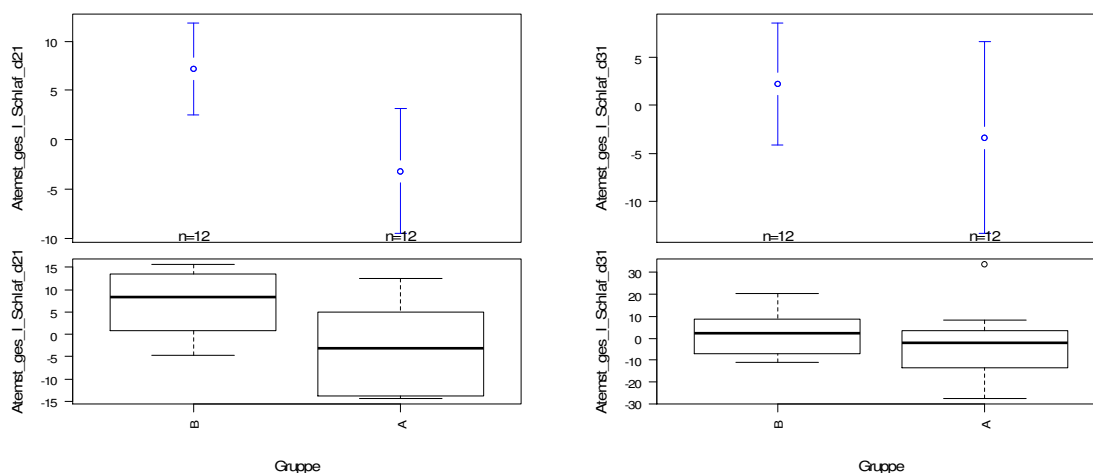 Atemst_ges_I_Schlaf_d21
10
5
0
-5
-10
n=12
n=12
Atemst_ges_I_Schlaf_d21
15
10
5
0
-5
-10
-15
B
A
Gruppe
Atemst_ges_I_Schlaf_d31
5
0
-5
-10
n=12
n=12
Atemst_ges_I_Schlaf_d31
30
20
10
0
-10
-20
-30
B
A
Gruppe